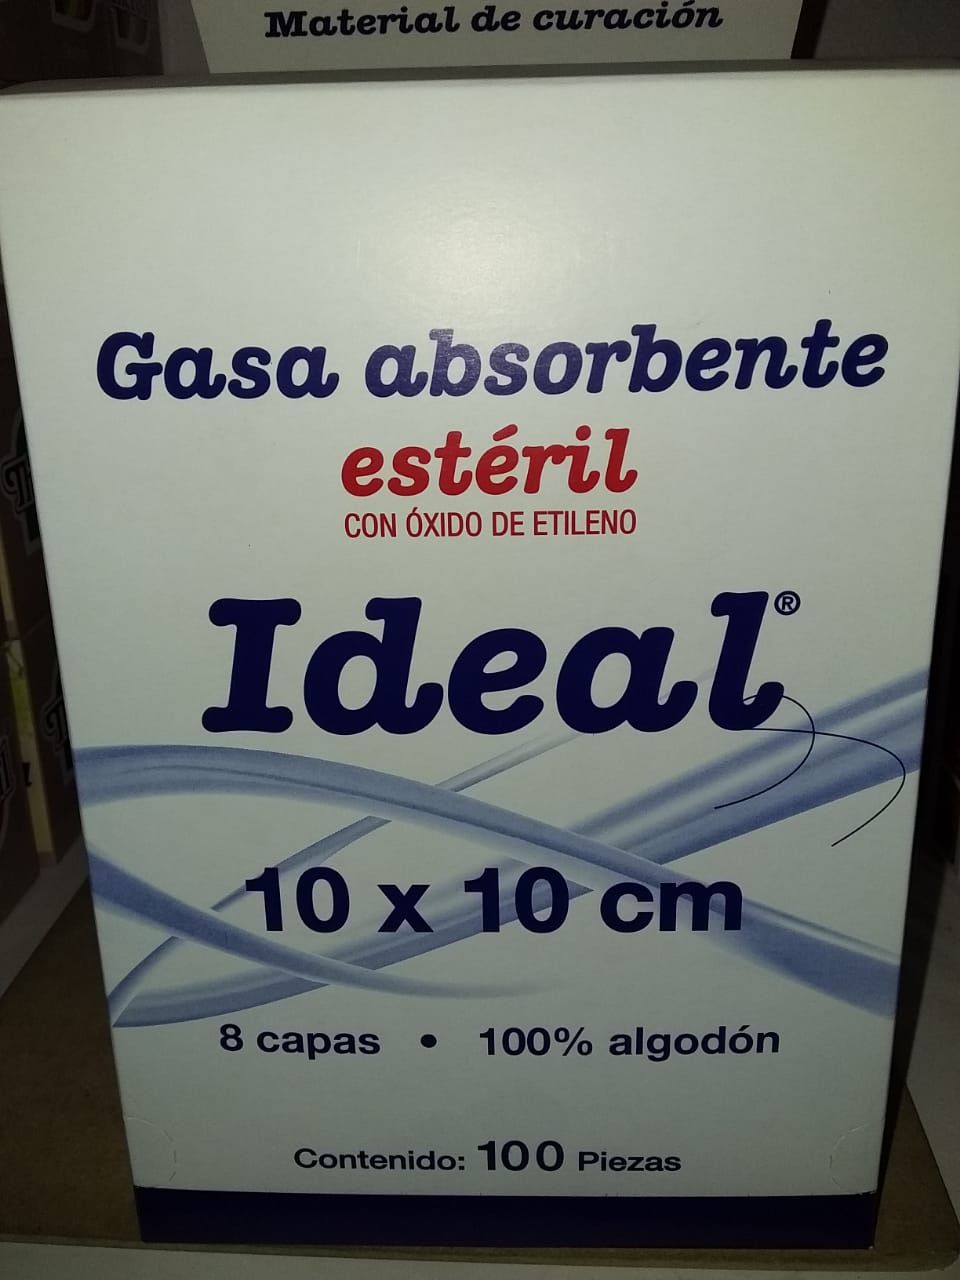 Material de curación
Gasa absorbente
estéril
CON ÓXIDO DE ETILENO
Ideal®
10 x 10 cm
8 capas • 100% algodón
Contenido: 100 Piezas